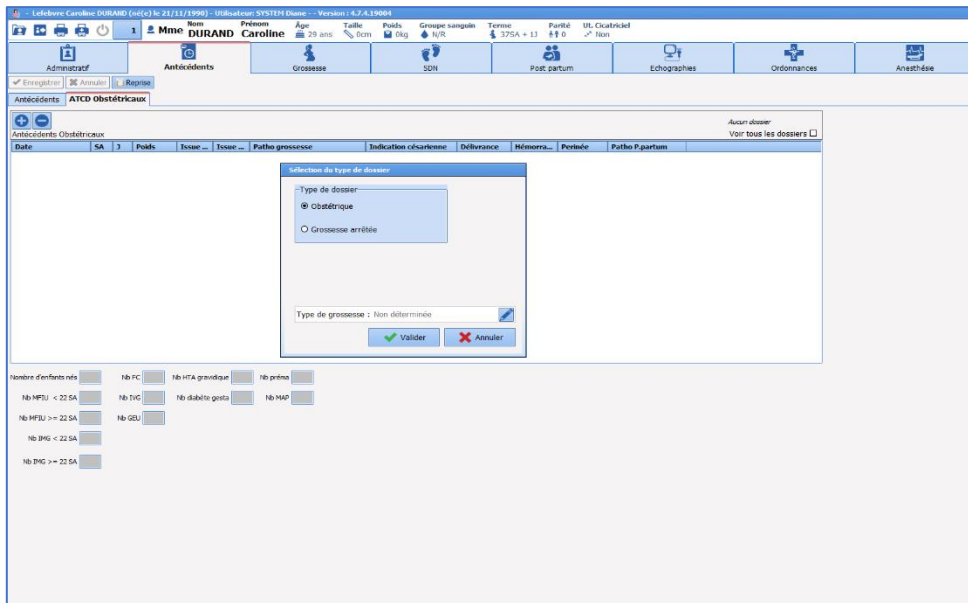 - Lefebvre Caroline DURAND (né(e) le 21/11/1990) - Utilisateur: SYSTEM Diane - - Version : 4.7.4.19004
1 Mme Nom DURAND Prénom Caroline Âge 29 ans Taille 0cm Poids 0kg Groupe sanguin N/R Terme 37SA + 1J Parité 0 Ut. Cicatriciel Non
Administratif Antécédents Grossesse SDN Post partum Echographies Ordonnances Anesthésie
Enregistrer Annuler Reprise
Antécédents ATCD Obstétricaux
Aucun dossier
Antécédents Obstétricaux Voir tous les dossiers
Date SA J Poids Issue ... Issue ... Patho grossesse Indication césarienne Délivrance Hémorra... Perinée Patho P.partum
Sélection du type de dossier
Type de dossier
Obstétrique
Grossesse arrêtée
Type de grossesse : Non déterminée
Valider Annuler
Nombre d'enfants nés Nb FC Nb HTA gravidique Nb préma
Nb MFIU < 22 SA Nb IVG Nb diabète gesta Nb MAP
Nb MFIU >= 22 SA Nb GEU
Nb IMG < 22 SA
Nb IMG >= 22 SA